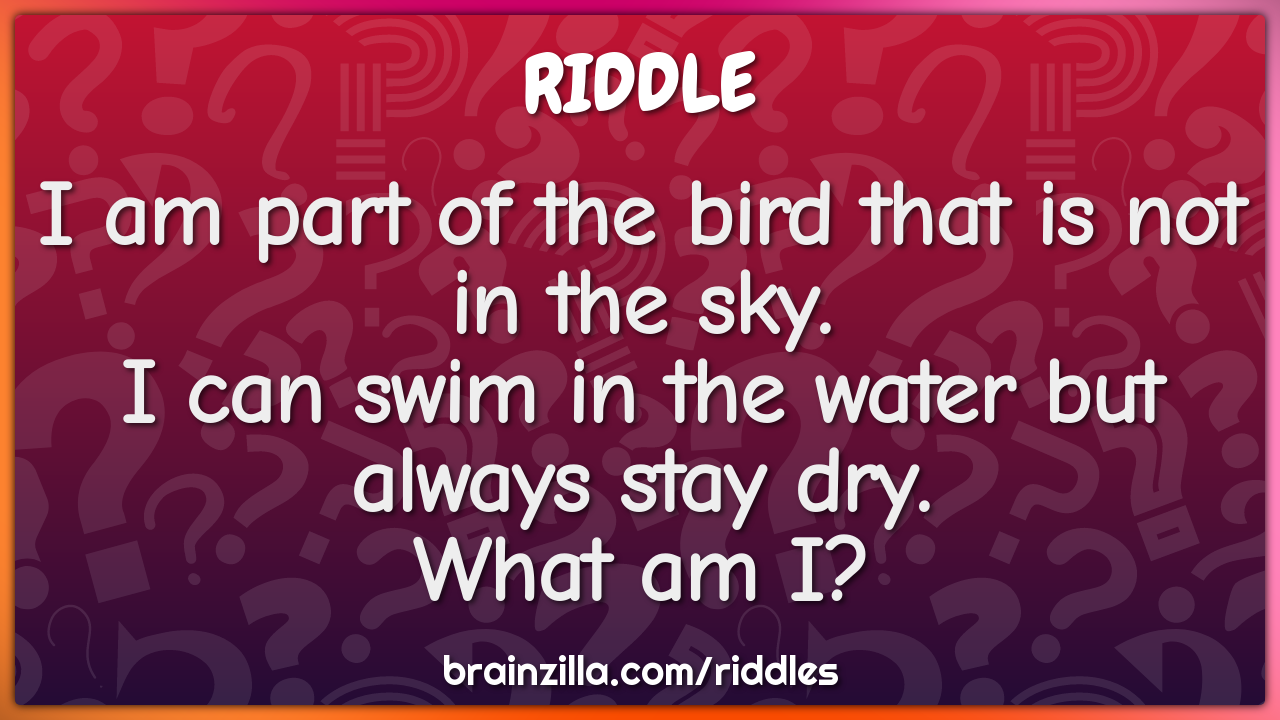 RIDDLE
I am part of the bird that is not
in the sky.
I can swim in the water but
always stay dry.
What am I?
brainzilla.com/riddles